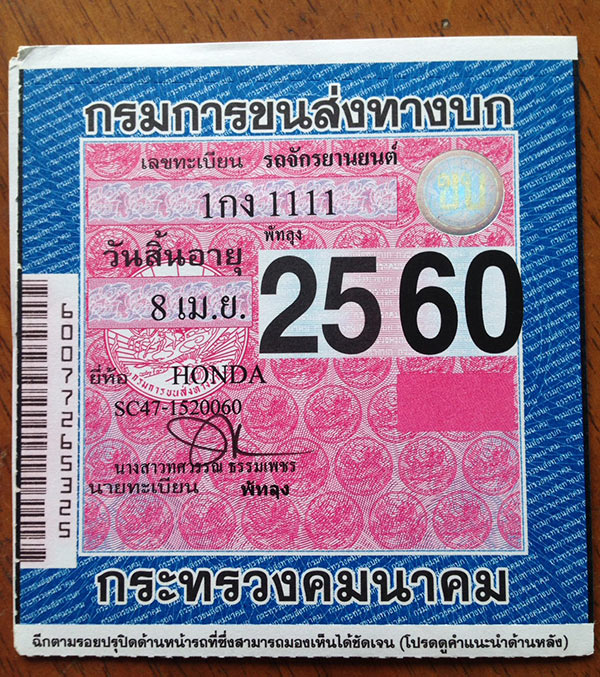 กรมการขนส่งทางบก
เลขทะเบียน รถจักรยานยนต์
1กง 1111
พัทลุง
วันสิ้นอายุ
8 เม.ย. 2560
ยี่ห้อ HONDA
SC47-1520060
นางสาวทศวรรณ ธรรมเพชร
นายทะเบียน พัทลุง
60077265325
กระทรวงคมนาคม
ฉีกตามรอยปรุปิดด้านหน้ารถที่ซึ่งสามารถมองเห็นได้ชัดเจน (โปรดดูคำแนะนำด้านหลัง)